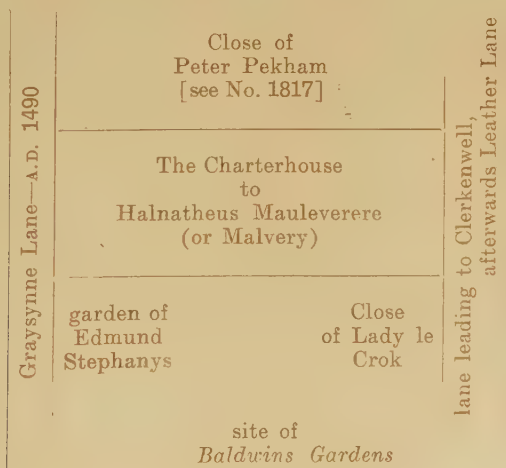 Graysynne Lane—A.D. 1490
Close of
Peter Pekham
[see No. 1817]
The Charterhouse
to
Halnatheus Mauleverere
(or Malvery)
garden of
Edmund
Stephanys
Close
of Lady le
Crok
lane leading to Clerkenwell,
afterwards Leather Lane
site of
Baldwins Gardens